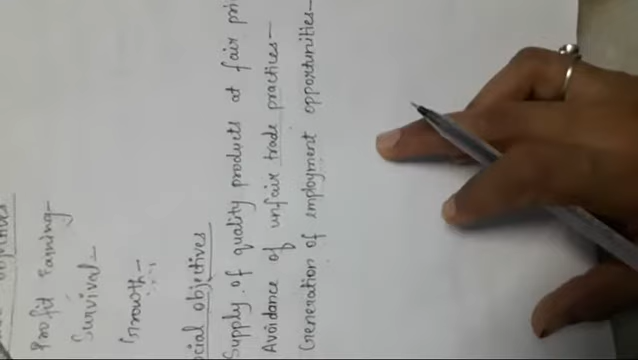 objectives
Profit Earning-
Survival-
Growth-
ocial objectives
Supply of quality products at fair pri
Avoidance of unfair trade practices-
Generation of employment opportunities-